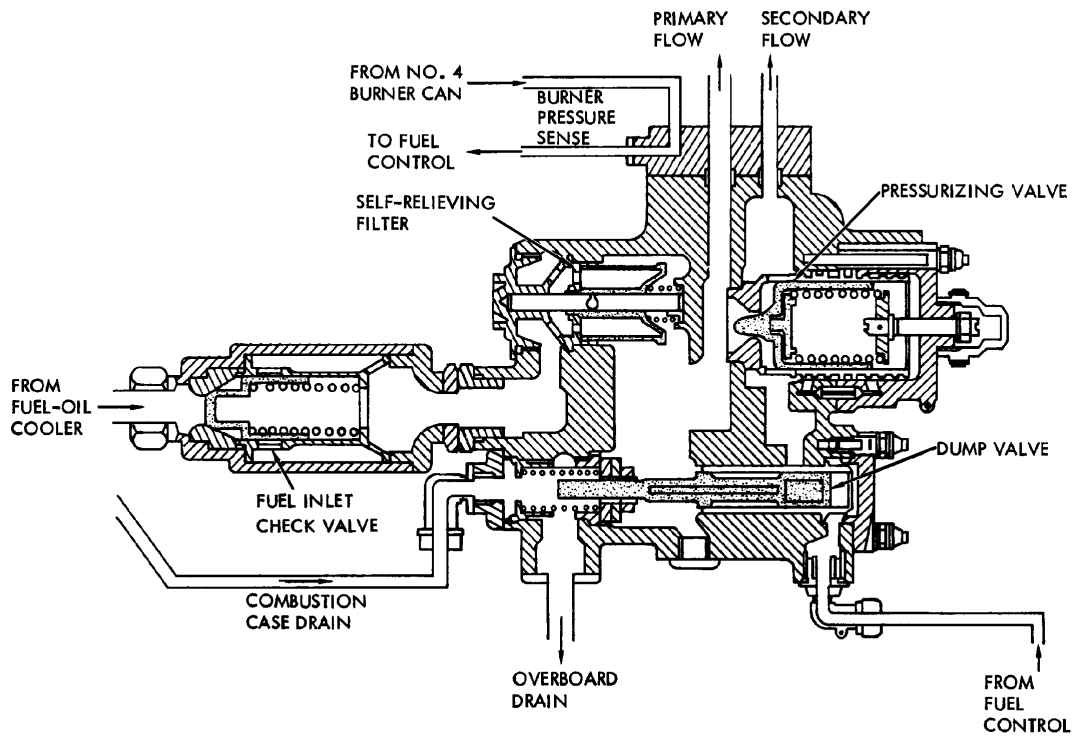 PRIMARY
FLOW
SECONDARY
FLOW
FROM NO. 4
BURNER CAN
BURNER
PRESSURE
SENSE
TO FUEL
CONTROL
PRESSURIZING VALVE
SELF-RELIEVING
FILTER
FROM
FUEL-OIL
COOLER
DUMP VALVE
FUEL INLET
CHECK VALVE
COMBUSTION
CASE DRAIN
OVERBOARD
DRAIN
FROM
FUEL
CONTROL